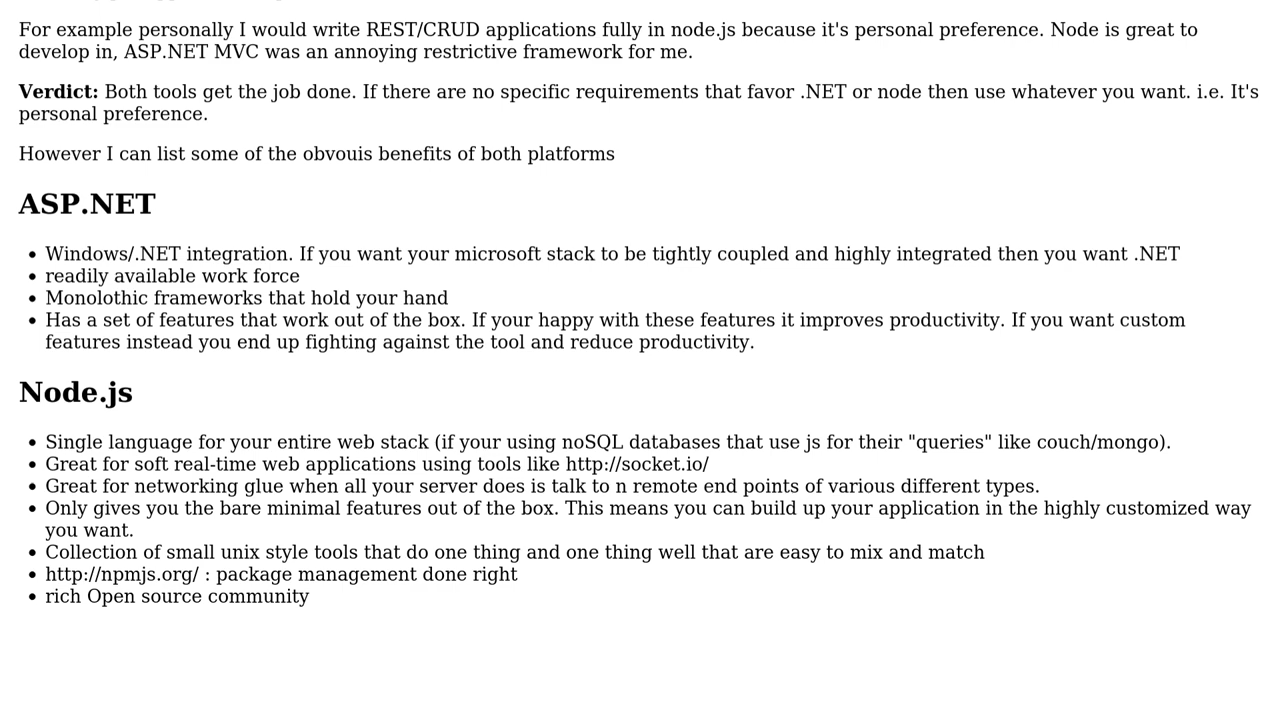 For example personally I would write REST/CRUD applications fully in node.js because it's personal preference. Node is great to
develop in, ASP.NET MVC was an annoying restrictive framework for me.
Verdict: Both tools get the job done. If there are no specific requirements that favor .NET or node then use whatever you want. i.e. It's
personal preference.
However I can list some of the obvouis benefits of both platforms
ASP.NET
• Windows/.NET integration. If you want your microsoft stack to be tightly coupled and highly integrated then you want .NET
• readily available work force
• Monolothic frameworks that hold your hand
• Has a set of features that work out of the box. If your happy with these features it improves productivity. If you want custom
features instead you end up fighting against the tool and reduce productivity.
Node.js
• Single language for your entire web stack (if your using noSQL databases that use js for their "queries" like couch/mongo).
• Great for soft real-time web applications using tools like http://socket.io/
• Great for networking glue when all your server does is talk to n remote end points of various different types.
• Only gives you the bare minimal features out of the box. This means you can build up your application in the highly customized way
you want.
• Collection of small unix style tools that do one thing and one thing well that are easy to mix and match
• http://npmjs.org/ : package management done right
• rich Open source community